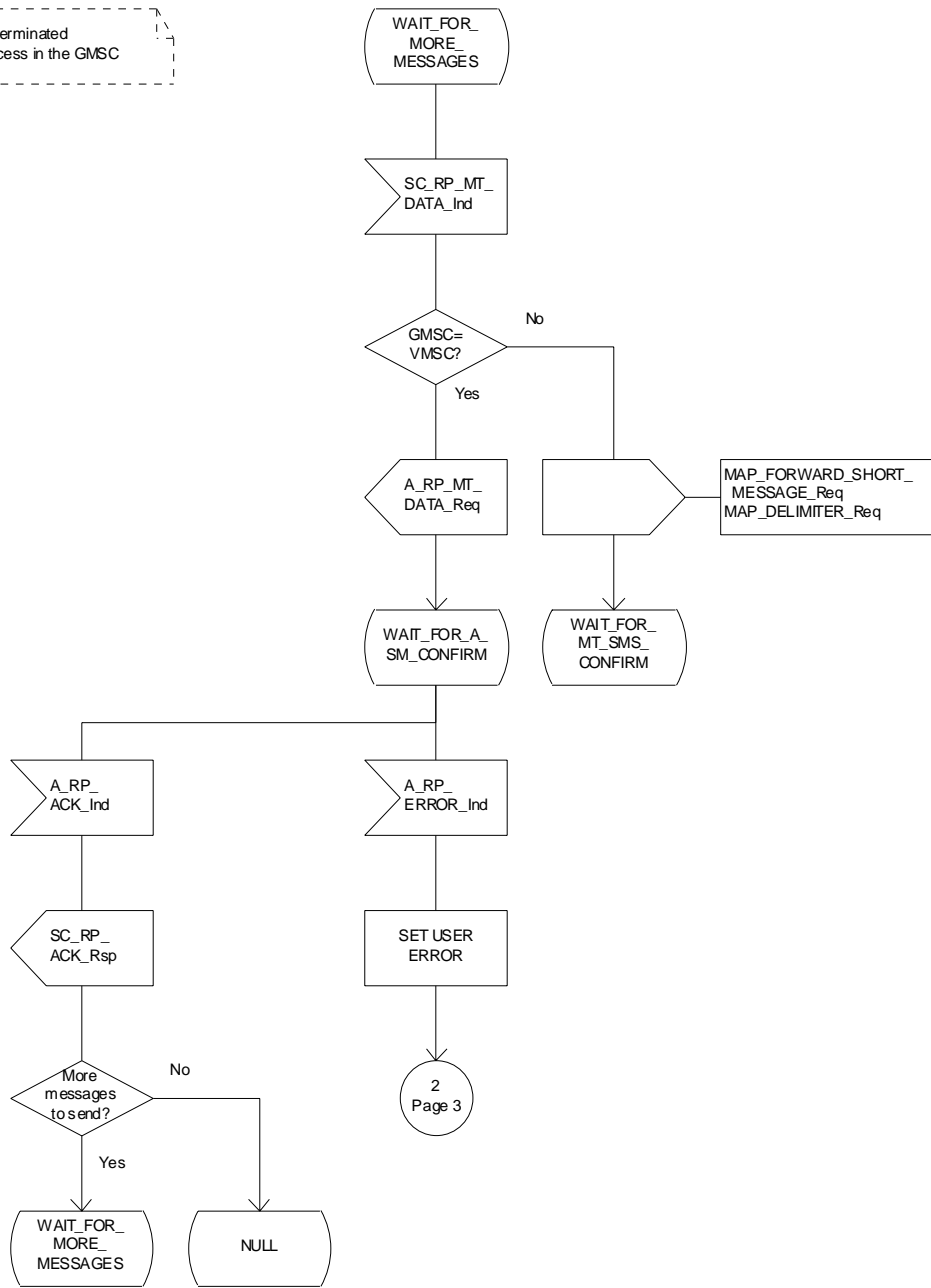 erminated
cess in the GMSC
WAIT_FOR_
MORE_
MESSAGES
SC_RP_MT_
DATA_Ind
No
GMSC=
VMSC?
Yes
A_RP_MT_
DATA_Req
MAP_FORWARD_SHORT_
MESSAGE_Req
MAP_DELIMITER_Req
WAIT_FOR_A_
SM_CONFIRM
WAIT_FOR_
MT_SMS_
CONFIRM
A_RP_
ACK_Ind
A_RP_
ERROR_Ind
SC_RP_
ACK_Rsp
SET USER
ERROR
More
messages
to send?
No
Yes
2
Page 3
WAIT_FOR_
MORE_
MESSAGES
NULL